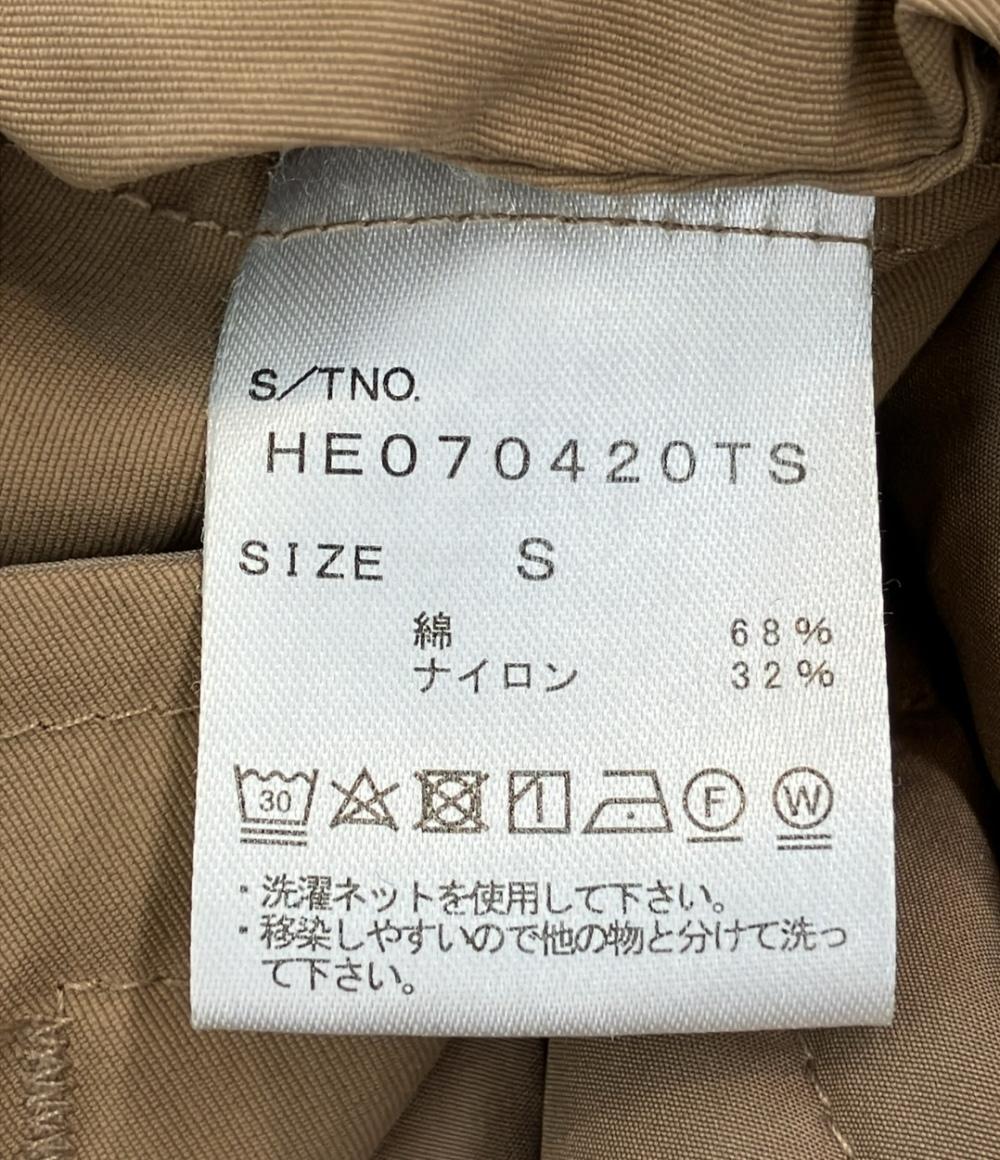 S/TNO.
HE070420TS
SIZE S
綿 68%
ナイロン 32%
30 F W
・洗濯ネットを使用して下さい。
・移染しやすいので他の物と分けて洗っ
て下さい。